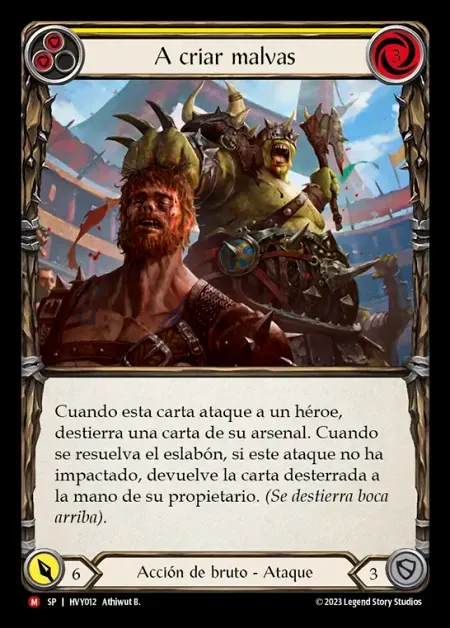 A criar malvas
3
Cuando esta carta ataque a un héroe,
destierra una carta de su arsenal. Cuando
se resuelva el eslabón, si este ataque no ha
impactado, devuelve la carta desterrada a
la mano de su propietario. (Se destierra boca
arriba).
6
Acción de bruto - Ataque
3
M SP | HVY012 Athiwut B.
© 2023 Legend Story Studios